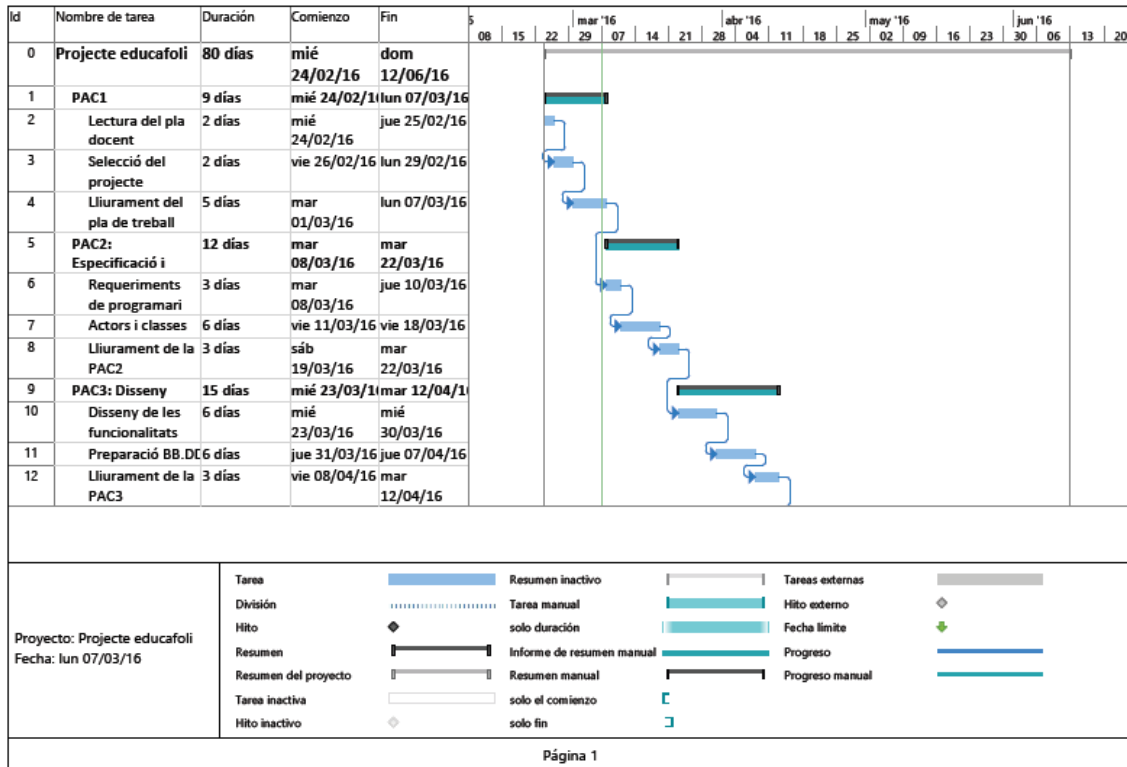 Id Nombre de tarea Duración Comienzo Fin
mar '16 abr '16 may '16 jun '16
08 15 22 29 07 14 21 28 04 11 18 25 02 09 16 23 30 06 13 20
0 Projecte educafoli 80 días mié dom
24/02/16 12/06/16
1 PAC1 9 días mié 24/02/1 lun 07/03/16
2 Lectura del pla 2 días mié jue 25/02/16
docent 24/02/16
3 Selecció del 2 días vie 26/02/16 lun 29/02/16
projecte
4 Lliurament del 5 días mar lun 07/03/16
pla de treball 01/03/16
5 PAC2: 12 días mar mar
Especificació i 08/03/16 22/03/16
6 Requeriments 3 días mar jue 10/03/16
de programari 08/03/16
7 Actors i classes 6 días vie 11/03/16 vie 18/03/16
8 Lliurament de la 3 días sáb mar
PAC2 19/03/16 22/03/16
9 PAC3: Disseny 15 días mié 23/03/1 mar 12/04/1
10 Disseny de les 6 días mié mié
funcionalitats 23/03/16 30/03/16
11 Preparació BB.DD 6 días jue 31/03/16 jue 07/04/16
12 Lliurament de la 3 días vie 08/04/16 mar
PAC3 12/04/16
Proyecto: Projecte educafoli
Fecha: lun 07/03/16
Tarea Resumen inactivo Tareas externas
División Tarea manual Hito externo
Hito solo duración Fecha límite
Resumen Informe de resumen manual Progreso
Resumen del proyecto Resumen manual Progreso manual
Tarea inactiva solo el comienzo
Hito inactivo solo fin
Página 1